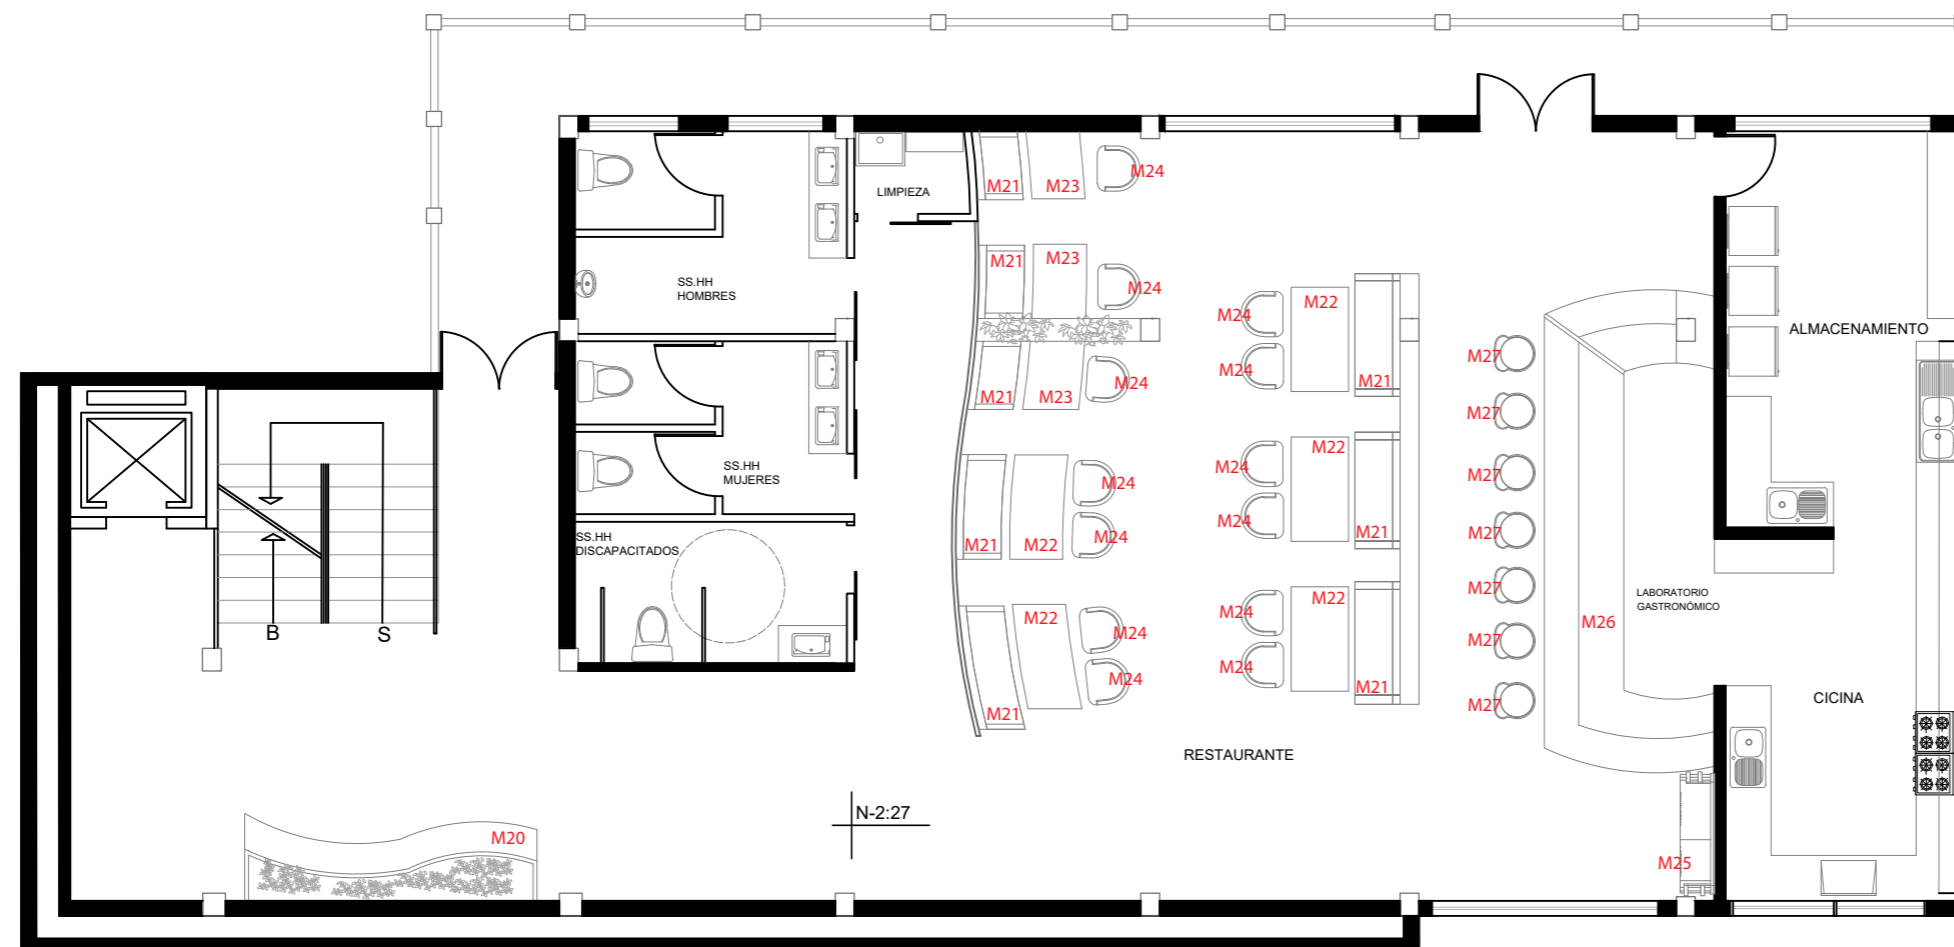 M21
M23
M24
LIMPIEZA
M21
M23
M24
SS.HH
HOMBRES
M24
M22
M24
M21
ALMACENAMIENTO
M27
M21
M23
M24
M27
SS.HH
MUJERES
M24
M22
M24
M21
M27
M21
M22
M24
M24
M27
SS.HH
DISCAPACITADOS
M24
M22
M24
M21
M27
LABORATORIO
GASTRONÓMICO
M26
B
S
M21
M22
M24
M24
M27
M27
CICINA
RESTAURANTE
N-2:27
M20
M25